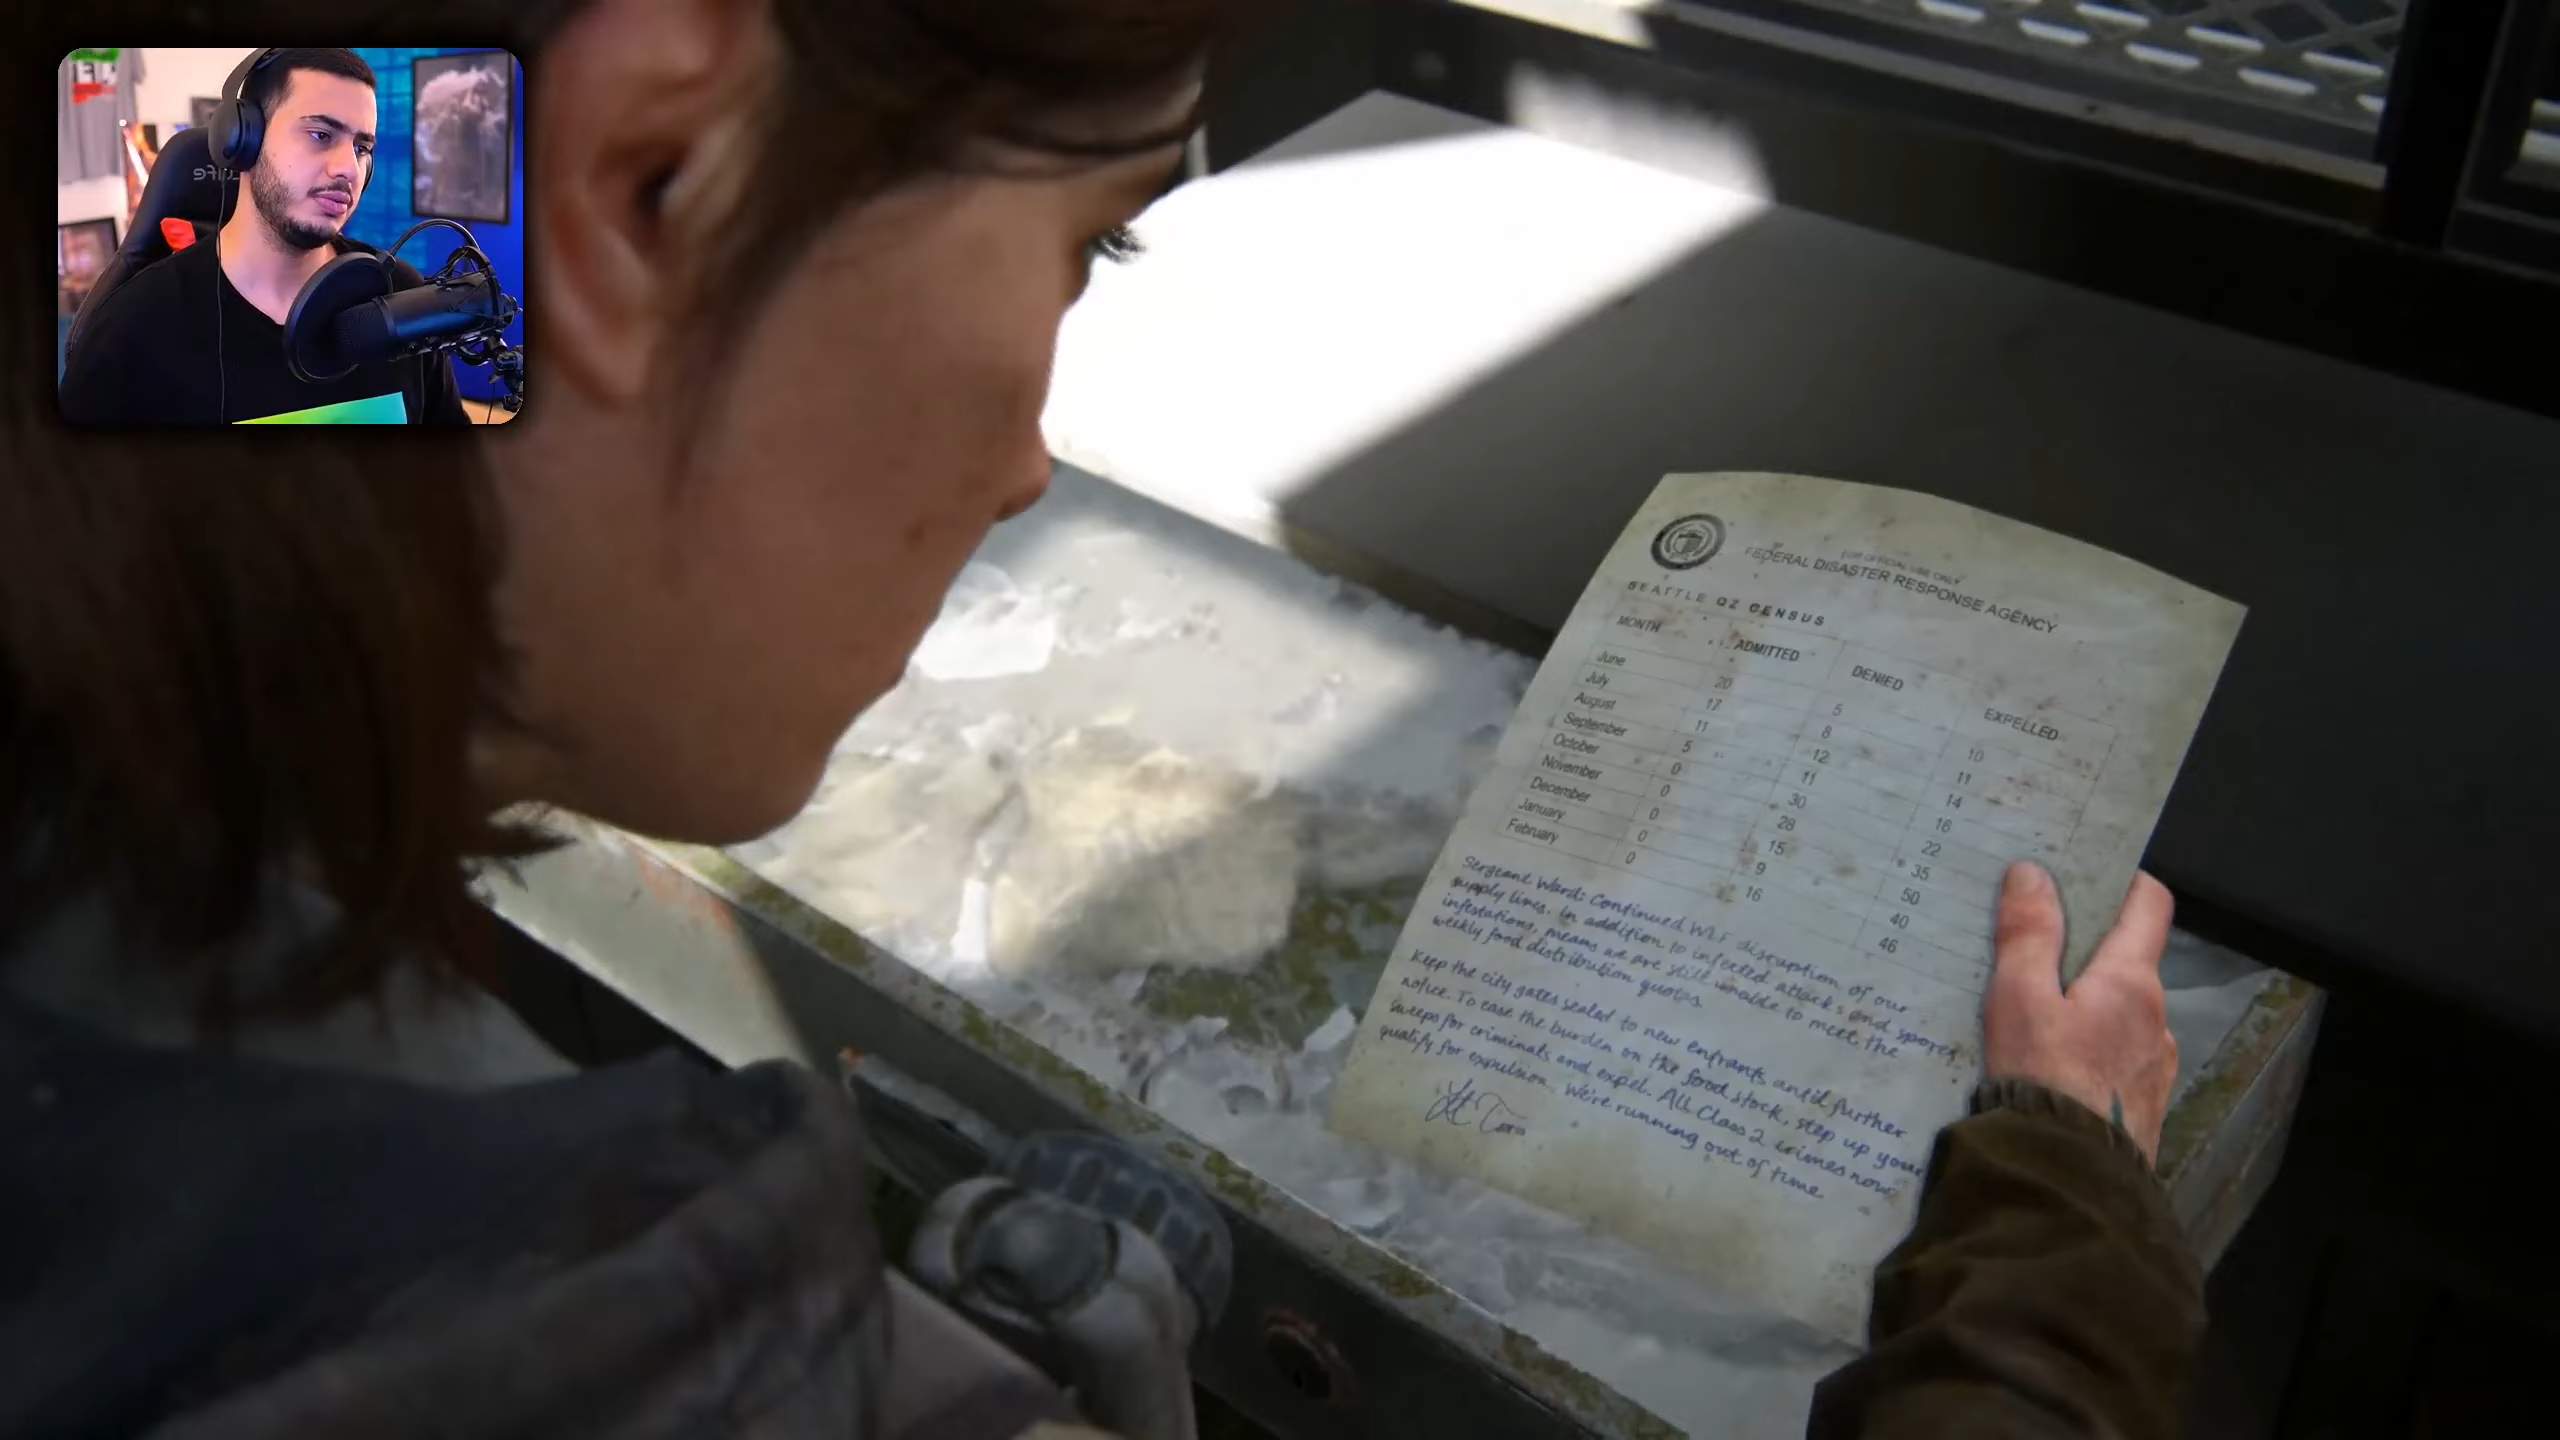 FOR OFFICIAL USE ONLY
FEDERAL DISASTER RESPONSE AGENCY
SEATTLE QZ CENSUS
MONTH ADMITTED DENIED EXPELLED
June 20 5 10
July 17 8 11
August 11 12 14
September 5 11 16
October 0 30 22
November 0 28 35
December 0 15 50
January 0 9 40
February 0 16 46
Sergeant Ward: Continued WLF disruption of our
supply lines, in addition to infected attacks and spores
infestations, means we are still unable to meet the
weekly food distribution quotas.
Keep the city gates sealed to new entrants until further
notice. To ease the burden on the food stock, step up your
sweeps for criminals and expel. All Class 2 crimes now
qualify for expulsion. We're running out of time.